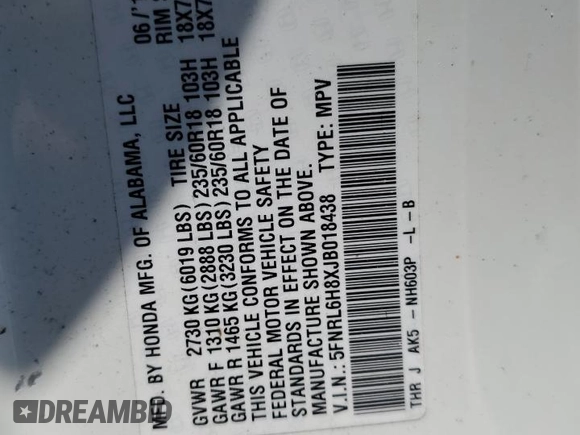 MFD. BY HONDA MFG. OF ALABAMA, LLC 06/
GVWR 2730 KG(6019 LBS) TIRE SIZE RIM
GAWR F 1310 KG(2888 LBS) 235/60R18 103H 18X7
GAWR R 1465 KG(3230 LBS) 235/60R18 103H 18X7
THIS VEHICLE CONFORMS TO ALL APPLICABLE
FEDERAL MOTOR VEHICLE SAFETY
STANDARDS IN EFFECT ON THE DATE OF
MANUFACTURE SHOWN ABOVE.
V.I.N.: 5FNRL6H8XJB018438 TYPE: MPV
THR J AK5 - NH603P -L -B
DREAMBID